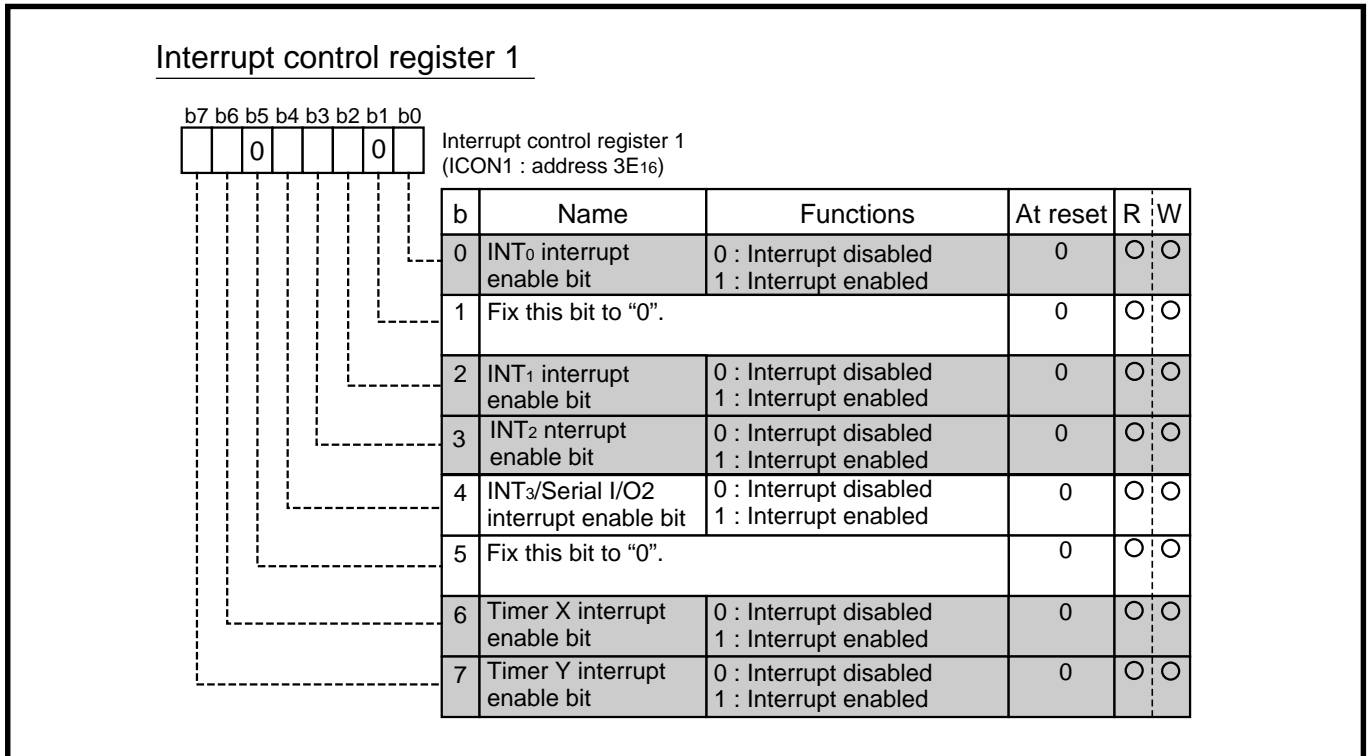 Interrupt control register 1
b7 b6 b5 b4 b3 b2 b1 b0
0 0
Interrupt control register 1
(ICON1 : address 3E16)
b Name Functions At reset R W
0 INT0 interrupt enable bit 0 : Interrupt disabled 0
1 : Interrupt enabled
1 Fix this bit to “0”. 0
2 INT1 interrupt enable bit 0 : Interrupt disabled 0
1 : Interrupt enabled
3 INT2 nterrupt enable bit 0 : Interrupt disabled 0
1 : Interrupt enabled
4 INT3/Serial I/O2 interrupt enable bit 0 : Interrupt disabled 0
1 : Interrupt enabled
5 Fix this bit to “0”. 0
6 Timer X interrupt enable bit 0 : Interrupt disabled 0
1 : Interrupt enabled
7 Timer Y interrupt enable bit 0 : Interrupt disabled 0
1 : Interrupt enabled